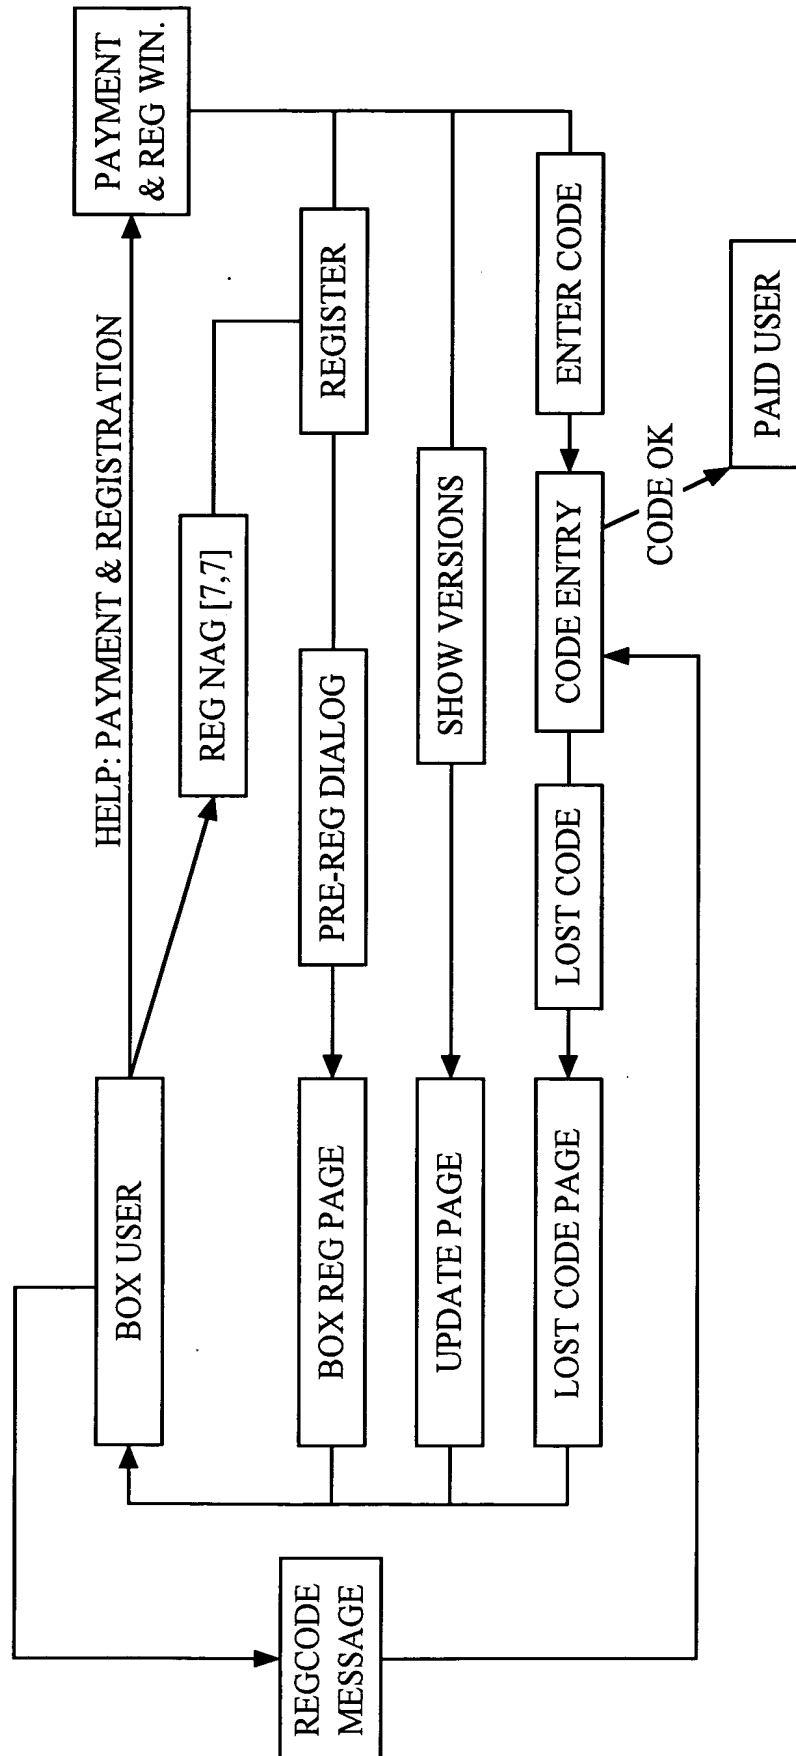 BOX USER
HELP: PAYMENT & REGISTRATION
PAYMENT
& REG WIN.
REG NAG [7,7]
REGCODE
MESSAGE
BOX REG PAGE
PRE-REG DIALOG
REGISTER
UPDATE PAGE
SHOW VERSIONS
LOST CODE PAGE
LOST CODE
CODE ENTRY
ENTER CODE
CODE OK
PAID USER